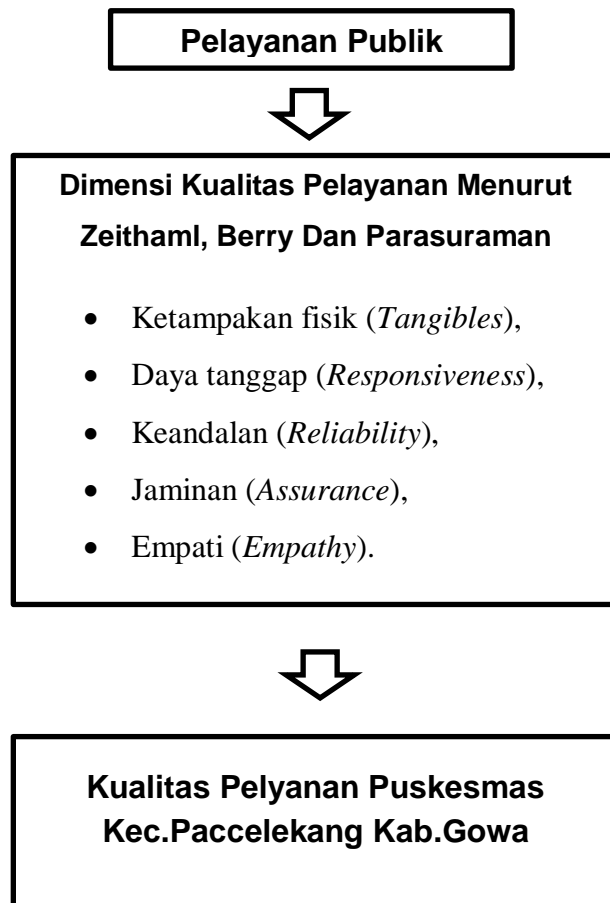 Pelayanan Publik
Dimensi Kualitas Pelayanan Menurut
Zeithaml, Berry Dan Parasuraman
• Ketampakan fisik (Tangibles),
• Daya tanggap (Responsiveness),
• Keandalan (Reliability),
• Jaminan (Assurance),
• Empati (Empathy).
Kualitas Pelyanan Puskesmas
Kec.Paccelekang Kab.Gowa